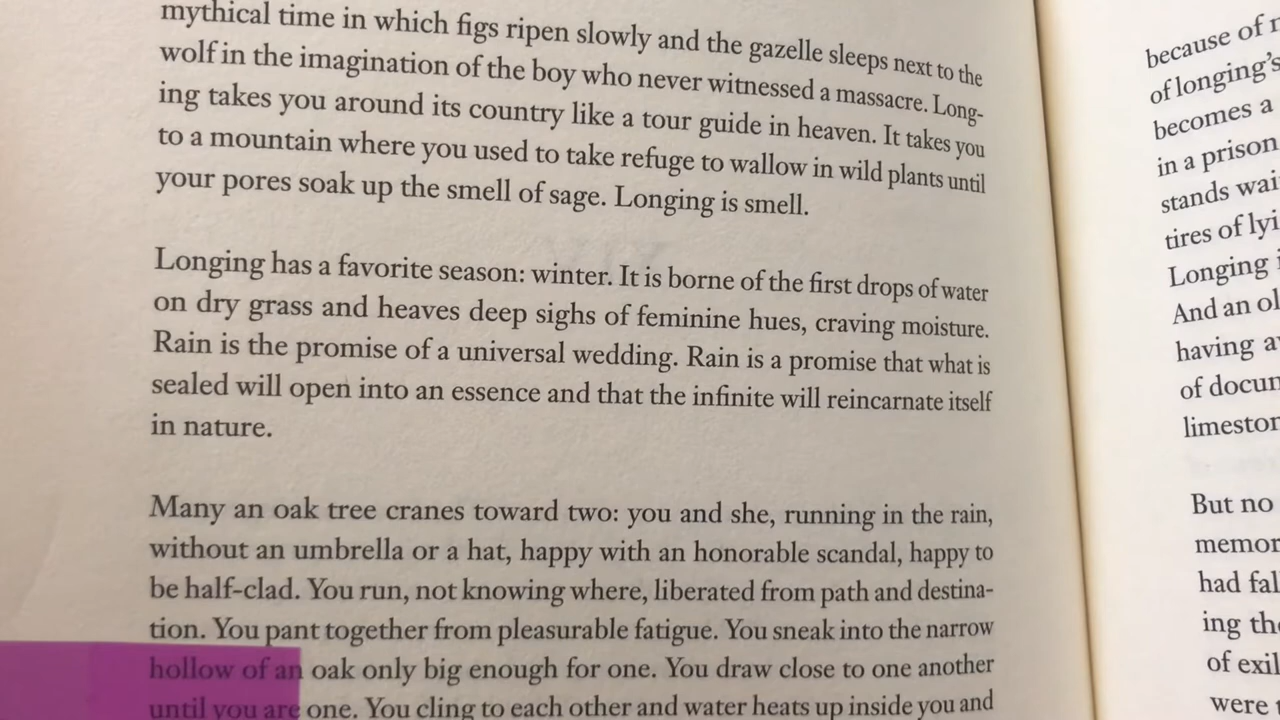 mythical time in which figs ripen slowly and the gazelle sleeps next to the
wolf in the imagination of the boy who never witnessed a massacre. Long-
ing takes you around its country like a tour guide in heaven. It takes you
to a mountain where you used to take refuge to wallow in wild plants until
your pores soak up the smell of sage. Longing is smell.
Longing has a favorite season: winter. It is borne of the first drops of water
on dry grass and heaves deep sighs of feminine hues, craving moisture.
Rain is the promise of a universal wedding. Rain is a promise that what is
sealed will open into an essence and that the infinite will reincarnate itself
in nature.
Many an oak tree cranes toward two: you and she, running in the rain,
without an umbrella or a hat, happy with an honorable scandal, happy to
be half-clad. You run, not knowing where, liberated from path and destina-
tion. You pant together from pleasurable fatigue. You sneak into the narrow
hollow of an oak only big enough for one. You draw close to one another
until you are one. You cling to each other and water heats up inside you and
because of
of longing's
becomes a
in a prison
stands
tires of
Longing
And an
having
of
But no
had
ing
of
were